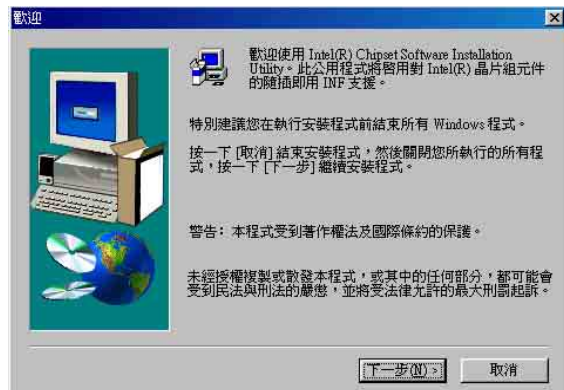 歡迎
歡迎使用 Intel(R) Chipset Software Installation
Utility。此公用程式將啓用對 Intel(R) 晶片組元件
的隨插即用 INF 支援。
特別建議您在執行安裝程式前結束所有 Windows 程式。
按一下 [取消] 結束安裝程式，然後關閉您所執行的所有程
式，按一下 [下一步] 繼續安裝程式。
警告: 本程式受到著作權法及國際條約的保護。
未經授權複製或散發本程式，或其中的任何部分，都可能會
受到民法與刑法的嚴懲，並將受法律允許的最大刑罰起訴。
下一步(N) >
取消